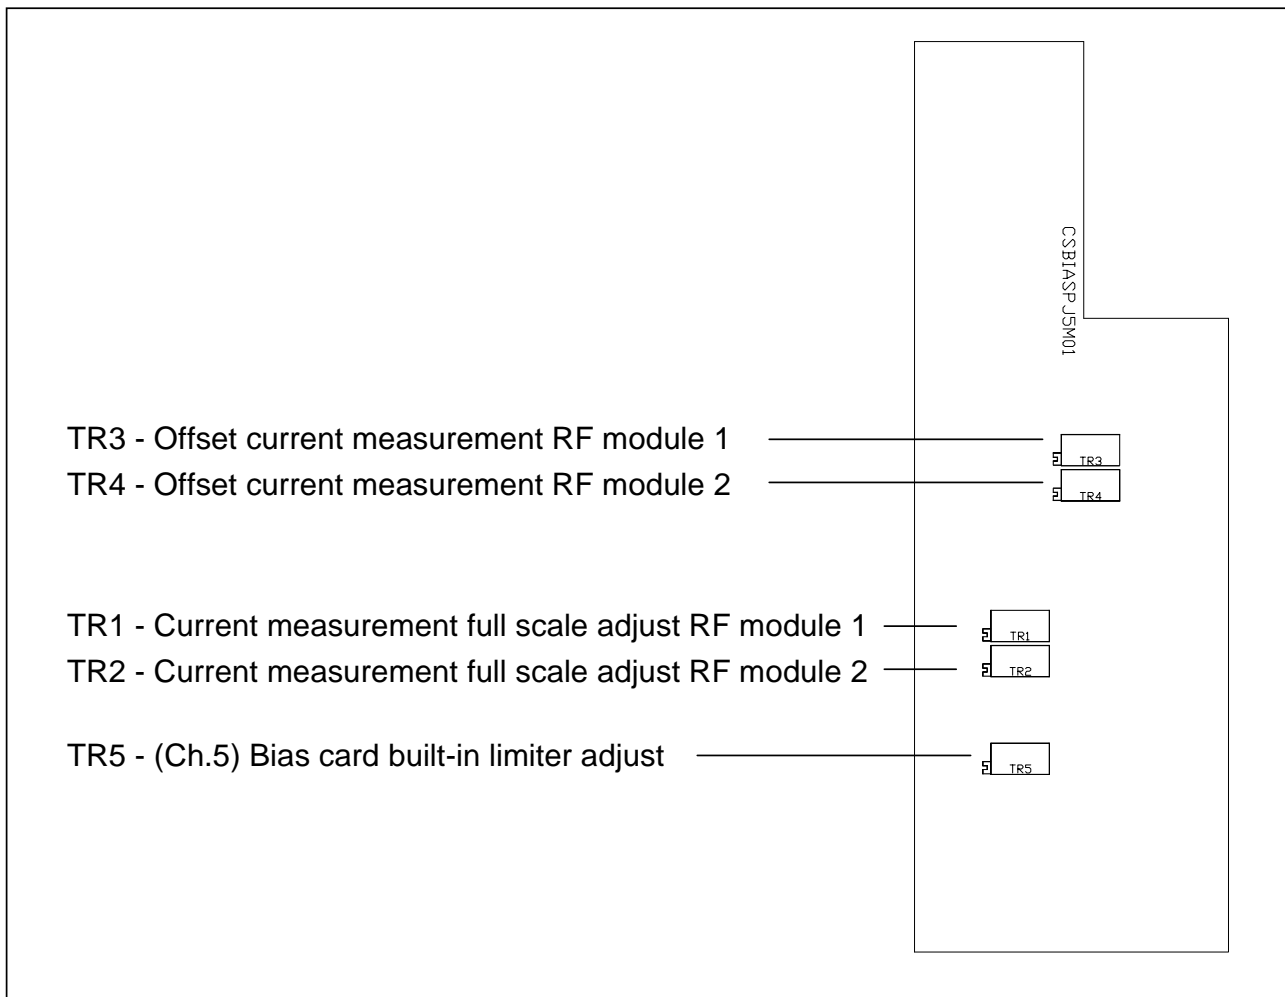 CSBIASPJ5M01
TR3 - Offset current measurement RF module 1
TR3
TR4 - Offset current measurement RF module 2
TR4
TR1 - Current measurement full scale adjust RF module 1
TR1
TR2 - Current measurement full scale adjust RF module 2
TR2
TR5 - (Ch.5) Bias card built-in limiter adjust
TR5